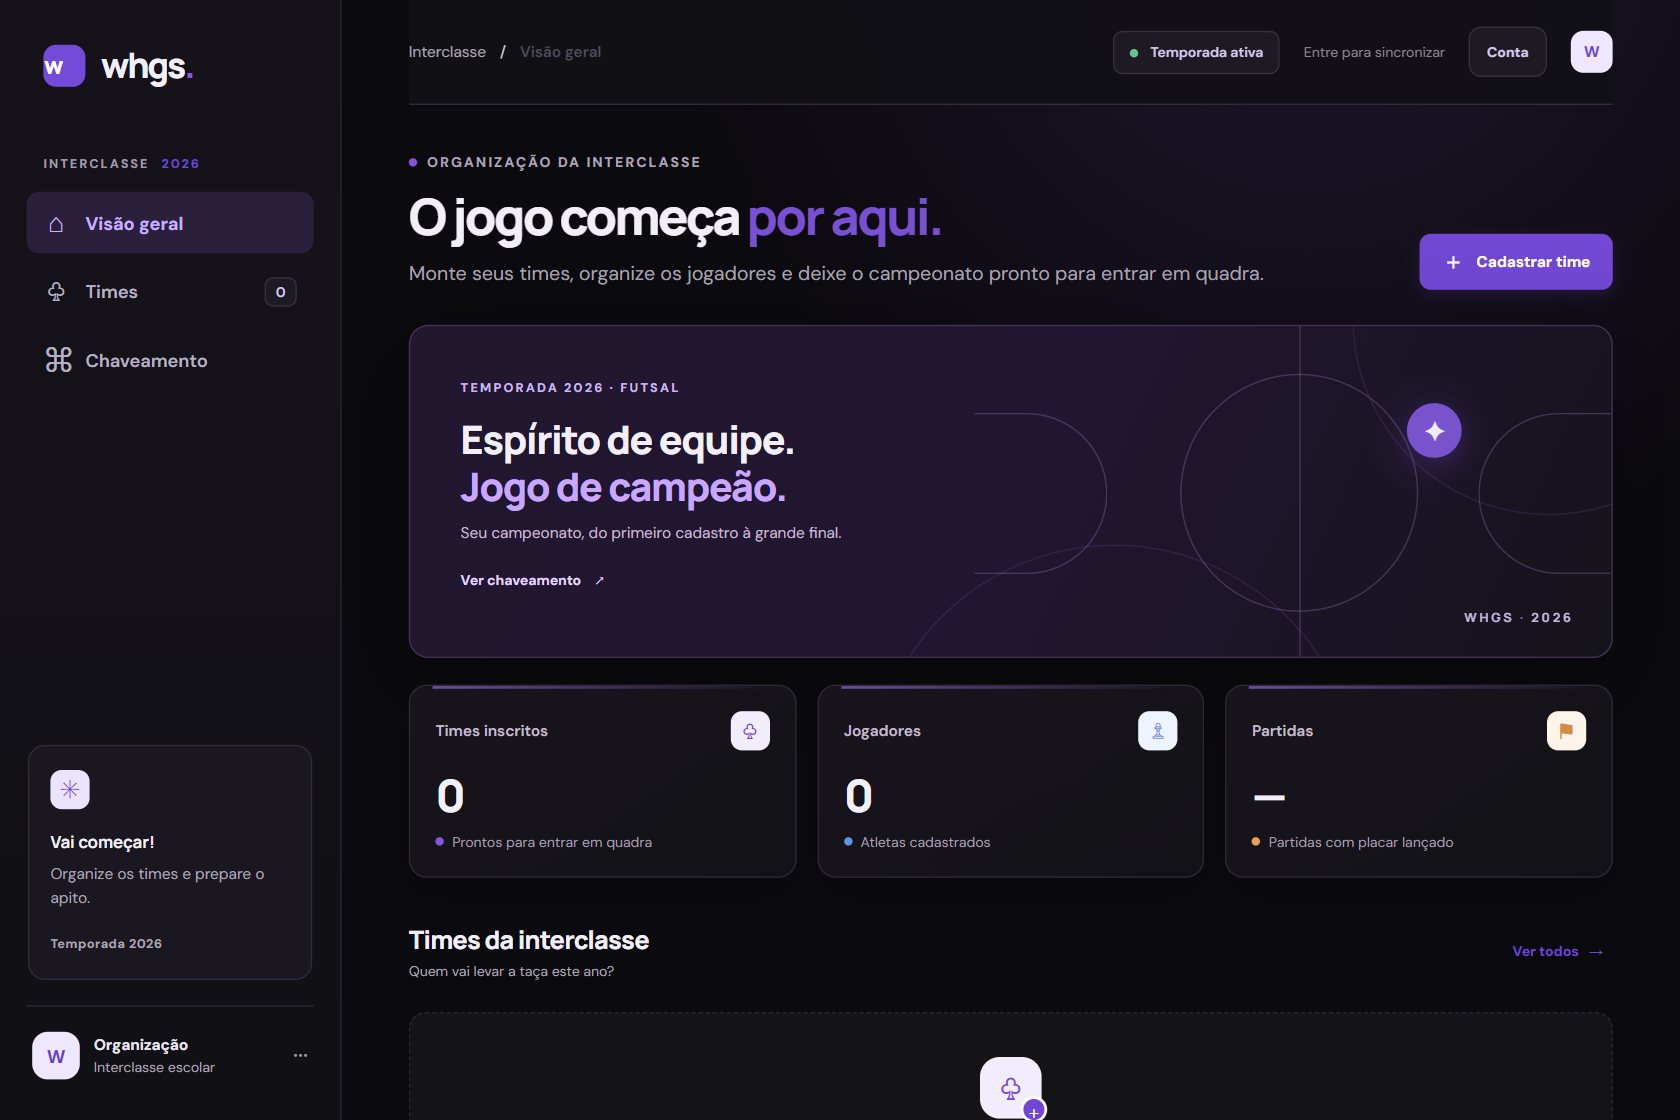 w whgs.
INTERCLASSE 2026
Visão geral
Times 0
Chaveamento
Vai começar!
Organize os times e prepare o
apito.
Temporada 2026
W
Organização
Interclasse escolar
Interclasse / Visão geral
Temporada ativa
Entre para sincronizar
Conta
W
ORGANIZAÇÃO DA INTERCLASSE
O jogo começa por aqui.
Monte seus times, organize os jogadores e deixe o campeonato pronto para entrar em quadra.
+ Cadastrar time
TEMPORADA 2026 · FUTSAL
Espírito de equipe.
Jogo de campeão.
Seu campeonato, do primeiro cadastro à grande final.
Ver chaveamento ↗
WHGS · 2026
Times inscritos
0
Prontos para entrar em quadra
Jogadores
0
Atletas cadastrados
Partidas
—
Partidas com placar lançado
Times da interclasse
Quem vai levar a taça este ano?
Ver todos →